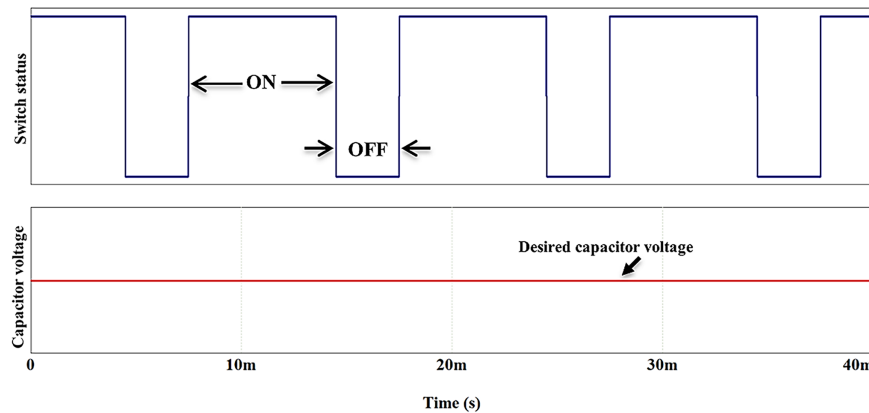 Switch status
ON
OFF
Capacitor voltage
Desired capacitor voltage
0
10m
20m
30m
40m
Time (s)